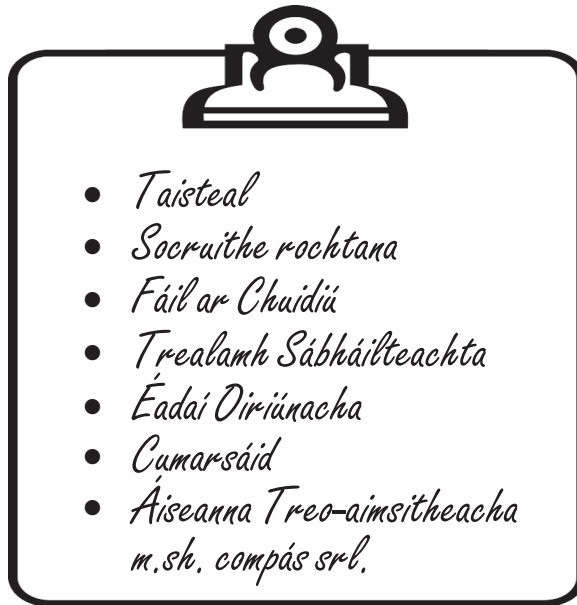 • Taisteal
• Socruithe rochtana
• Fáil ar Chuidiú
• Trealamh Sábháilteachta
• Éadaí Oiriúnacha
• Cumarsáid
• Áiseanna Treo-aimsitheacha
m.sh. compás srl.